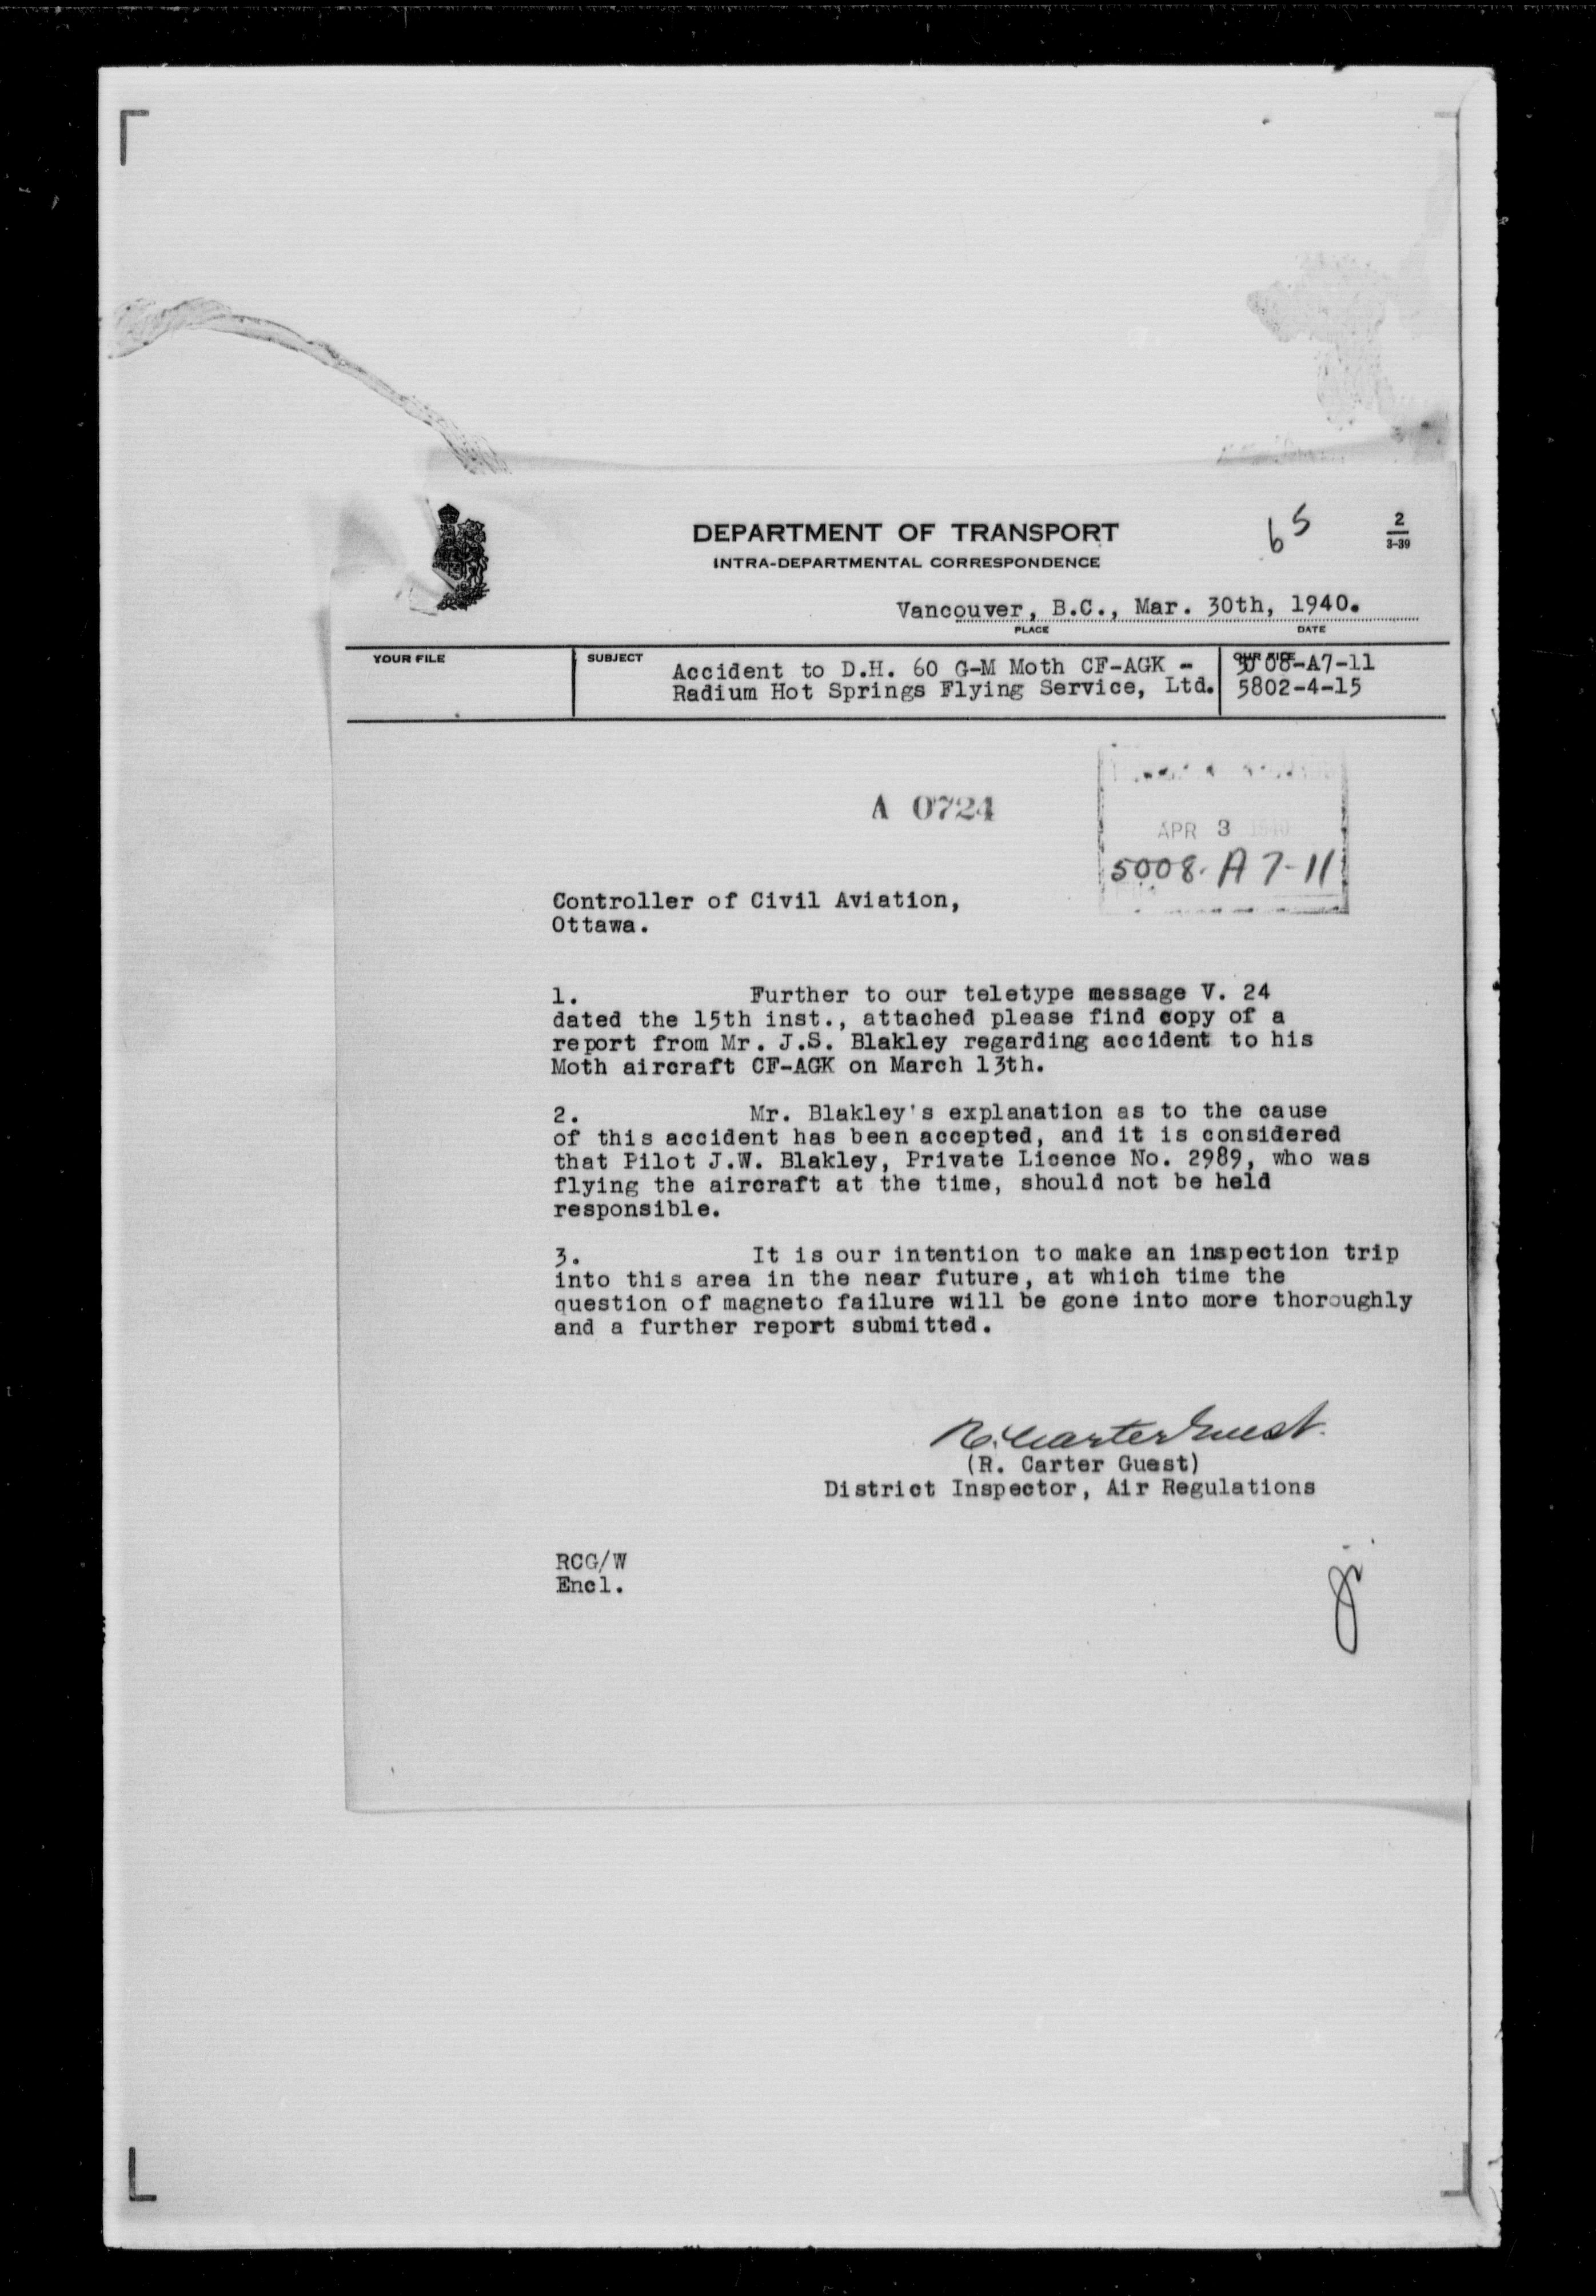 DEPARTMENT OF TRANSPORT
INTRA-DEPARTMENTAL CORRESPONDENCE
65
2
3-39
Vancouver, B.C., Mar. 30th, 1940.
PLACE DATE
YOUR FILE
SUBJECT
Accident to D.H. 60 G-M Moth CF-AGK -
Radium Hot Springs Flying Service, Ltd.
OUR FILE
5008-A7-11
5802-4-15
A 0724
APR 3 1940
5008-A7-11
Controller of Civil Aviation,
Ottawa.
1. Further to our teletype message V. 24
dated the 15th inst., attached please find copy of a
report from Mr. J.S. Blakley regarding accident to his
Moth aircraft CF-AGK on March 13th.
2. Mr. Blakley's explanation as to the cause
of this accident has been accepted, and it is considered
that Pilot J.W. Blakley, Private Licence No. 2989, who was
flying the aircraft at the time, should not be held
responsible.
3. It is our intention to make an inspection trip
into this area in the near future, at which time the
question of magneto failure will be gone into more thoroughly
and a further report submitted.
R. Carter Guest.
(R. Carter Guest)
District Inspector, Air Regulations
RCG/W
Encl.